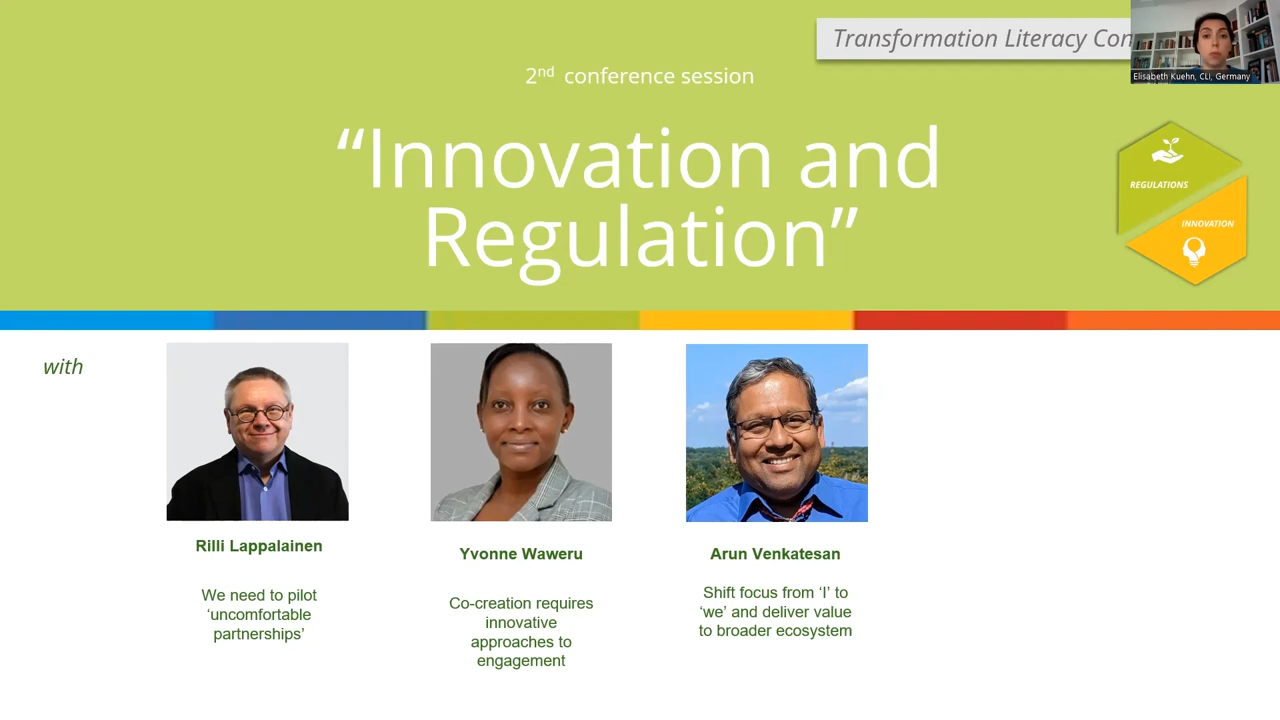 Transformation Literacy Con
Elisabeth Kuehn, CLI, Germany
2nd conference session
“Innovation and
Regulation”
REGULATIONS
INNOVATION
with
Rilli Lappalainen
We need to pilot
‘uncomfortable
partnerships’
Yvonne Waweru
Co-creation requires
innovative
approaches to
engagement
Arun Venkatesan
Shift focus from ‘I’ to
‘we’ and deliver value
to broader ecosystem